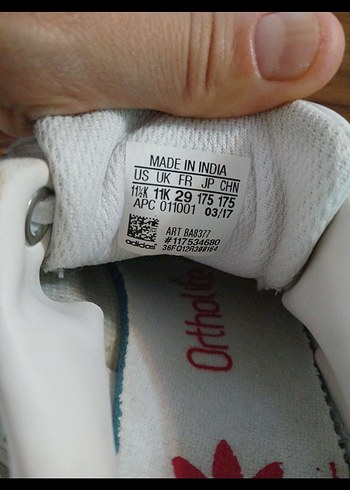 MADE IN INDIA
US UK FR JP CHN
11½K 11K 29 175 175
APC 011001 03/17
ART BA8377
#117534680
adidas
Ortholite